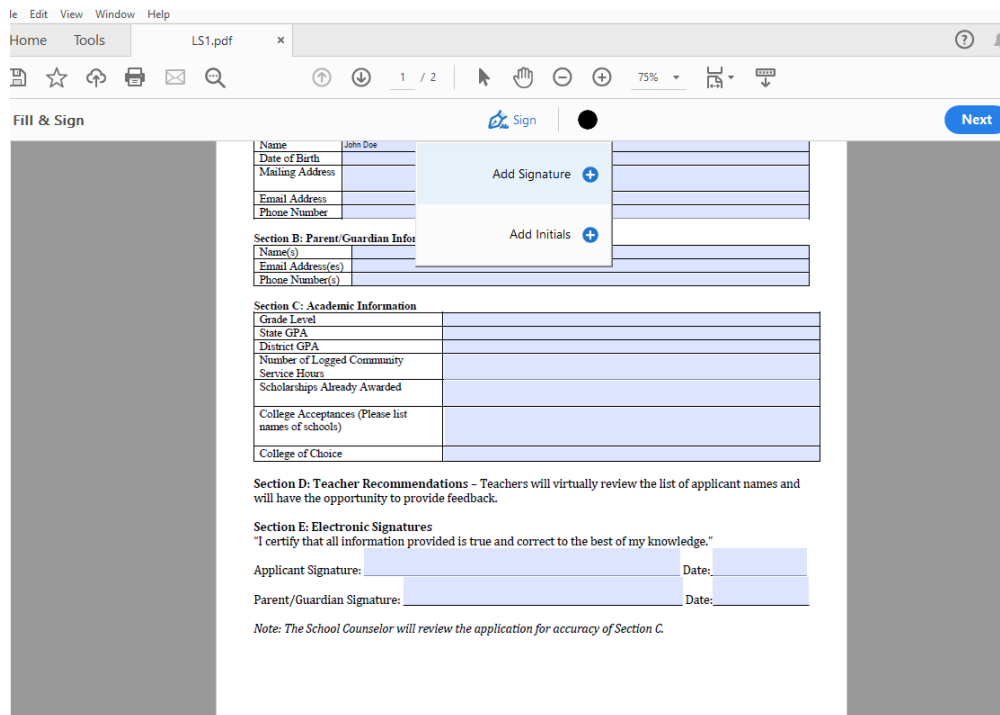 le Edit View Window Help
Home Tools LS1.pdf ×
?
1 / 2 75%
Fill & Sign Sign Next
Name John Doe
Date of Birth
Mailing Address
Add Signature
Email Address
Phone Number
Add Initials
Section B: Parent/Guardian Infor
Name(s)
Email Address(es)
Phone Number(s)
Section C: Academic Information
Grade Level
State GPA
District GPA
Number of Logged Community
Service Hours
Scholarships Already Awarded
College Acceptances (Please list
names of schools)
College of Choice
Section D: Teacher Recommendations – Teachers will virtually review the list of applicant names and
will have the opportunity to provide feedback.
Section E: Electronic Signatures
“I certify that all information provided is true and correct to the best of my knowledge.”
Applicant Signature: Date:
Parent/Guardian Signature: Date:
Note: The School Counselor will review the application for accuracy of Section C.